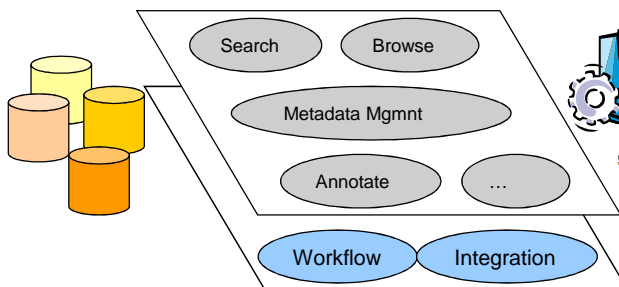 Search Browse
Metadata Mgmnt
Annotate ...
Workflow Integration